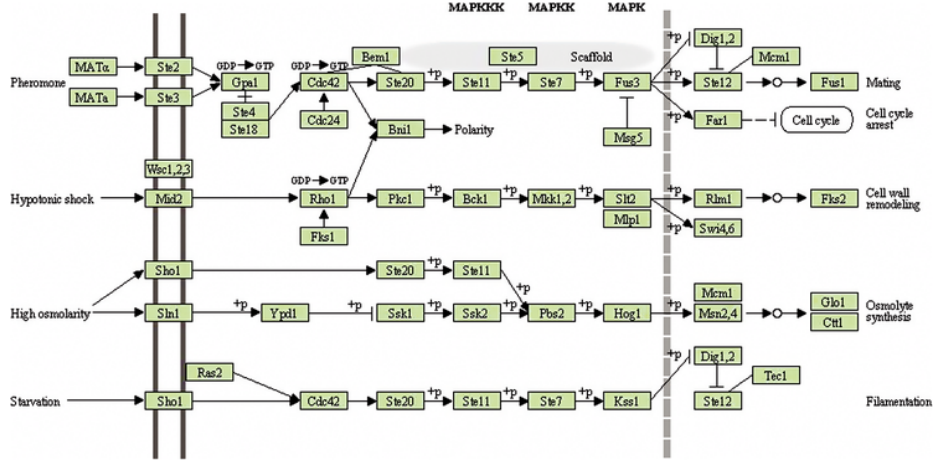 MAPKKK MAPKK MAPK
Pheromone
MATα
MATa
Ste2
Ste3
GDP → GTP
Gpa1
Ste4
Ste18
GDP → GTP
Cdc42
Cdc24
Bem1
Ste20
+p
Ste11
+p
Ste5 Scaffold
Ste7
+p
Fus3
Msg5
+p
Dig1,2
Ste12
Mcm1
Fus1
Mating
+p
Far1
Cell cycle
Cell cycle
arrest
Bni1
Polarity
Hypotonic shock
Wsc1,2,3
Mid2
GDP → GTP
Rho1
Fks1
Pkc1
+p
Bck1
+p
Mkk1,2
+p
Slt2
Mlp1
+p
Rlm1
+p
Swi4,6
Fks2
Cell wall
remodeling
High osmolarity
Sho1
Ste20
+p
Ste11
+p
Sln1
+p
Ypd1
+p
Ssk1
+p
Ssk2
+p
Pbs2
+p
Hog1
+p
Mcm1
Msn2,4
Glo1
Ctt1
Osmolyte
synthesis
Starvation
Sho1
Ras2
Cdc42
Ste20
+p
Ste11
+p
Ste7
+p
Kss1
+p
Dig1,2
Ste12
Tec1
Filamentation